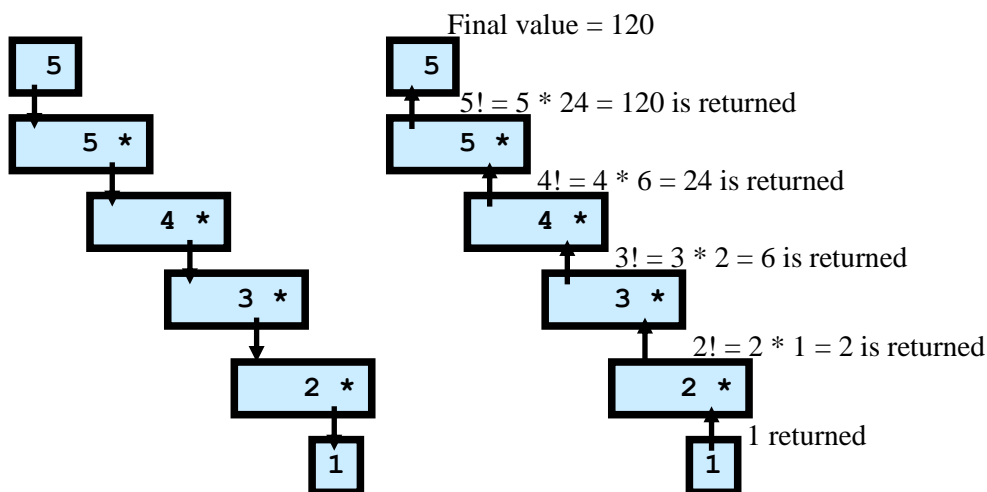 Final value = 120
5
5
5! = 5 * 24 = 120 is returned
5 *
5 *
4! = 4 * 6 = 24 is returned
4 *
4 *
3! = 3 * 2 = 6 is returned
3 *
3 *
2! = 2 * 1 = 2 is returned
2 *
2 *
1 returned
1
1